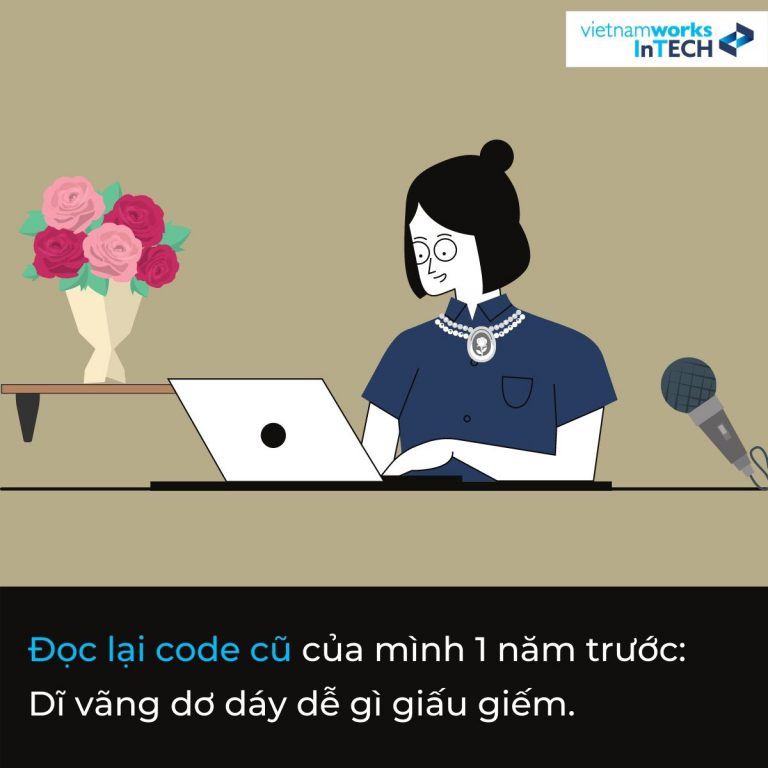 vietnamworks
InTECH
Đọc lại code cũ của mình 1 năm trước:
Dĩ vãng dơ dáy dễ gì giấu giếm.